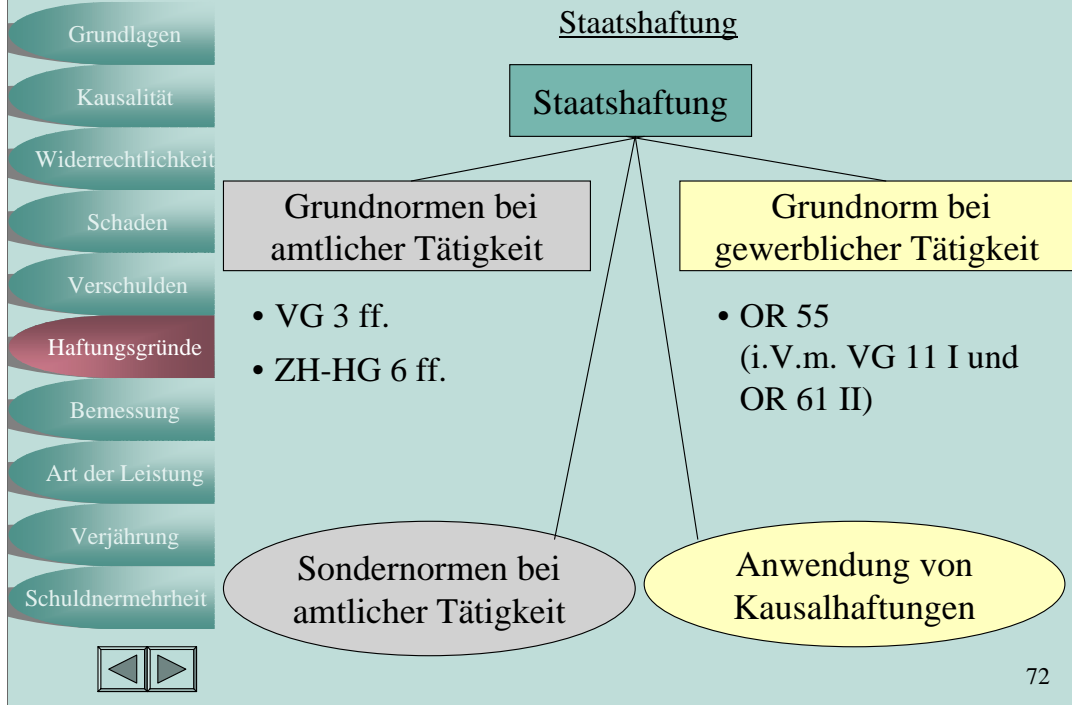 Grundlagen
Kausalität
Widerrechtlichkeit
Schaden
Verschulden
Haftungsgründe
Bemessung
Art der Leistung
Verjährung
Schuldnermehrheit
Staatshaftung
Staatshaftung
Grundnormen bei
amtlicher Tätigkeit
• VG 3 ff.
• ZH-HG 6 ff.
Grundnorm bei
gewerblicher Tätigkeit
• OR 55
(i.V.m. VG 11 I und
OR 61 II)
Sondernormen bei
amtlicher Tätigkeit
Anwendung von
Kausalhaftungen
72